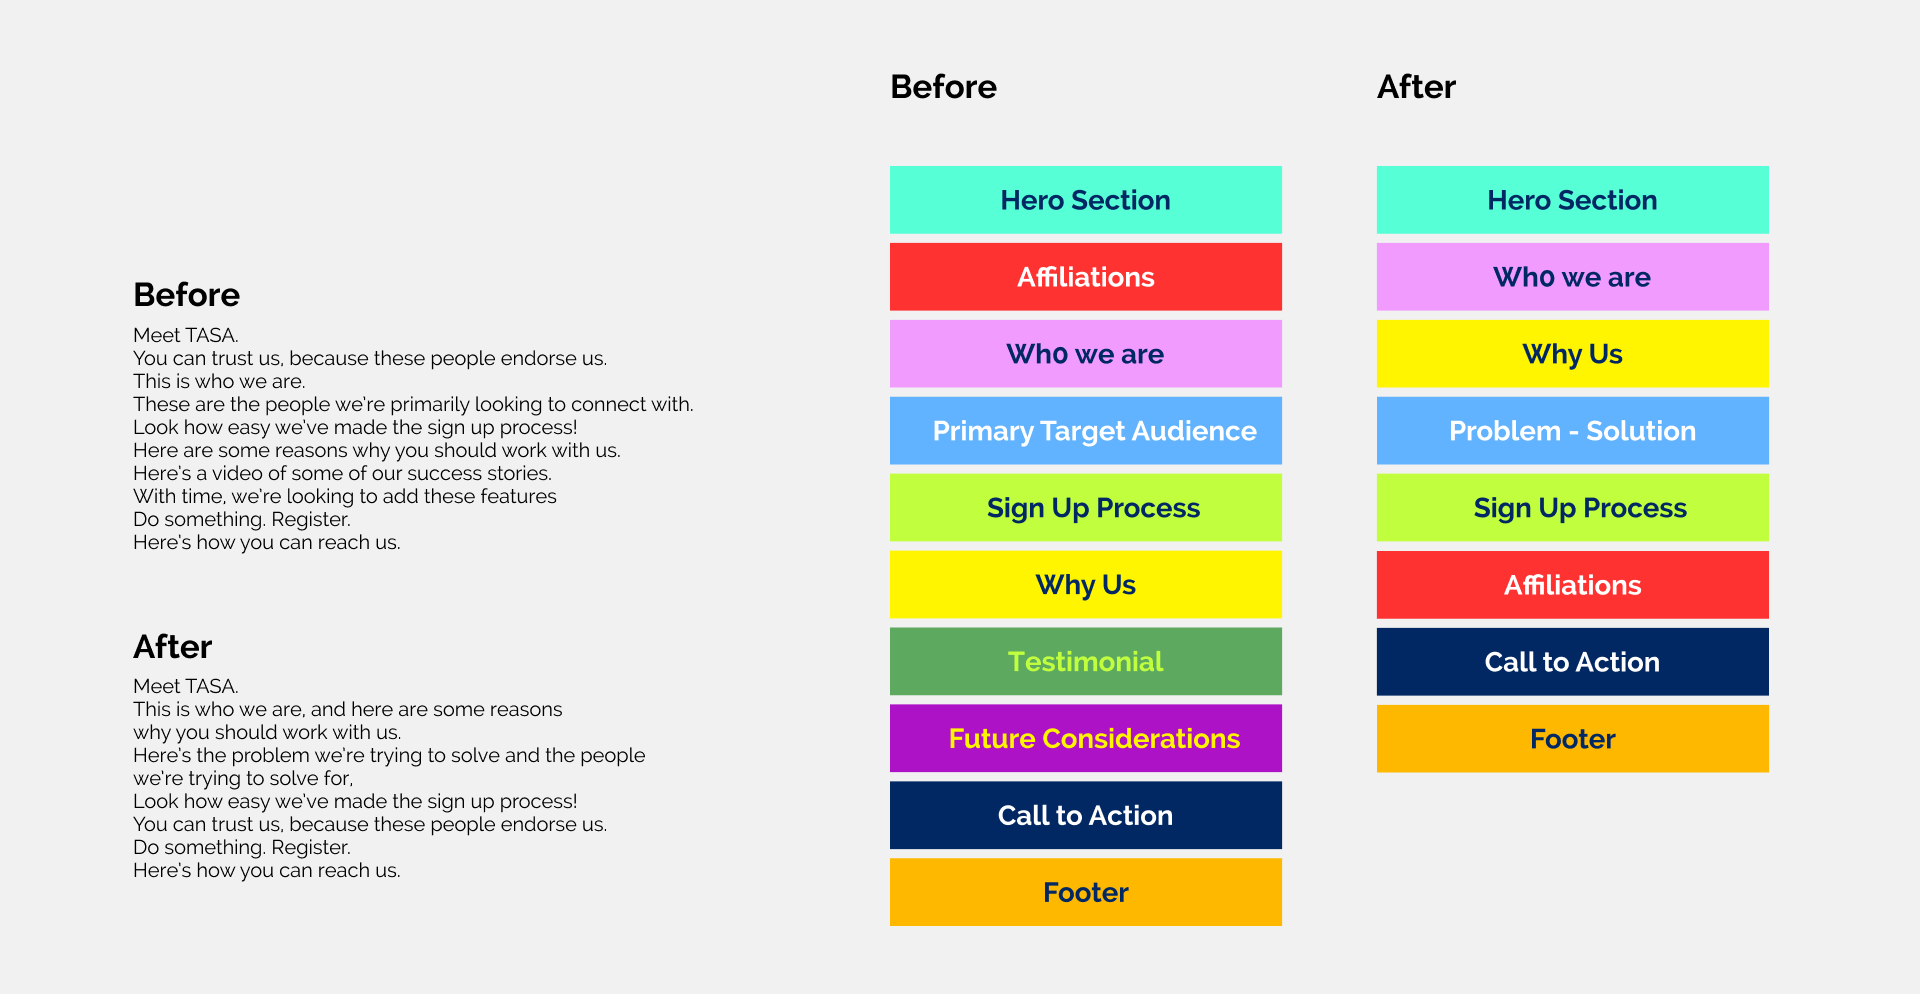 Before
Meet TASA.
You can trust us, because these people endorse us.
This is who we are.
These are the people we're primarily looking to connect with.
Look how easy we've made the sign up process!
Here are some reasons why you should work with us.
Here's a video of some of our success stories.
With time, we're looking to add these features
Do something. Register.
Here's how you can reach us.
After
Meet TASA.
This is who we are, and here are some reasons
why you should work with us.
Here's the problem we're trying to solve and the people
we're trying to solve for,
Look how easy we've made the sign up process!
You can trust us, because these people endorse us.
Do something. Register.
Here's how you can reach us.
Before
Hero Section
Affiliations
Wh0 we are
Primary Target Audience
Sign Up Process
Why Us
Testimonial
Future Considerations
Call to Action
Footer
After
Hero Section
Wh0 we are
Why Us
Problem - Solution
Sign Up Process
Affiliations
Call to Action
Footer